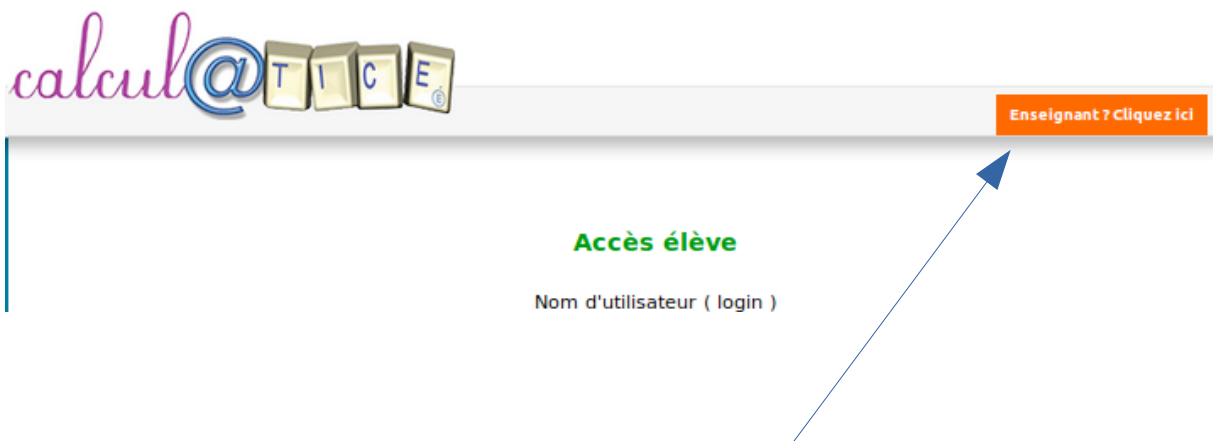 calcul@TICE
Enseignant ? Cliquez ici
Accès élève
Nom d'utilisateur ( login )